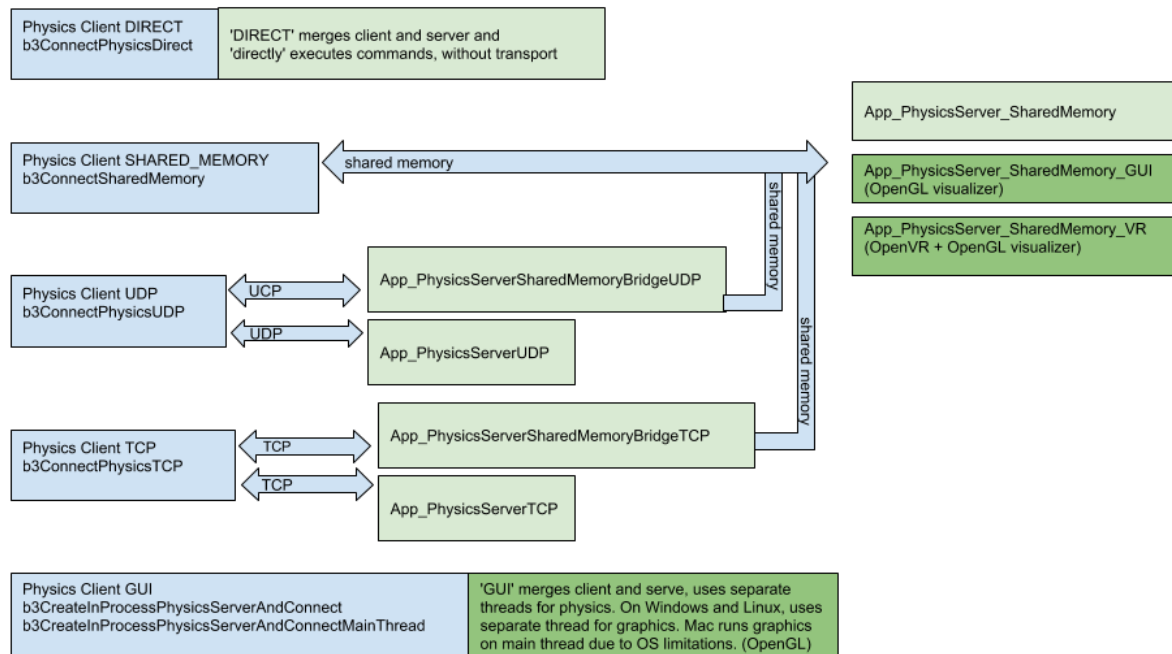 Physics Client DIRECT
b3ConnectPhysicsDirect
'DIRECT' merges client and server and
'directly' executes commands, without transport
App_PhysicsServer_SharedMemory
Physics Client SHARED_MEMORY
b3ConnectSharedMemory
shared memory
App_PhysicsServer_SharedMemory_GUI
(OpenGL visualizer)
App_PhysicsServer_SharedMemory_VR
(OpenVR + OpenGL visualizer)
shared memory
Physics Client UDP
b3ConnectPhysicsUDP
UCP
App_PhysicsServerSharedMemoryBridgeUDP
UDP
App_PhysicsServerUDP
shared memory
Physics Client TCP
b3ConnectPhysicsTCP
TCP
App_PhysicsServerSharedMemoryBridgeTCP
TCP
App_PhysicsServerTCP
Physics Client GUI
b3CreateInProcessPhysicsServerAndConnect
b3CreateInProcessPhysicsServerAndConnectMainThread
'GUI' merges client and serve, uses separate
threads for physics. On Windows and Linux, uses
separate thread for graphics. Mac runs graphics
on main thread due to OS limitations. (OpenGL)